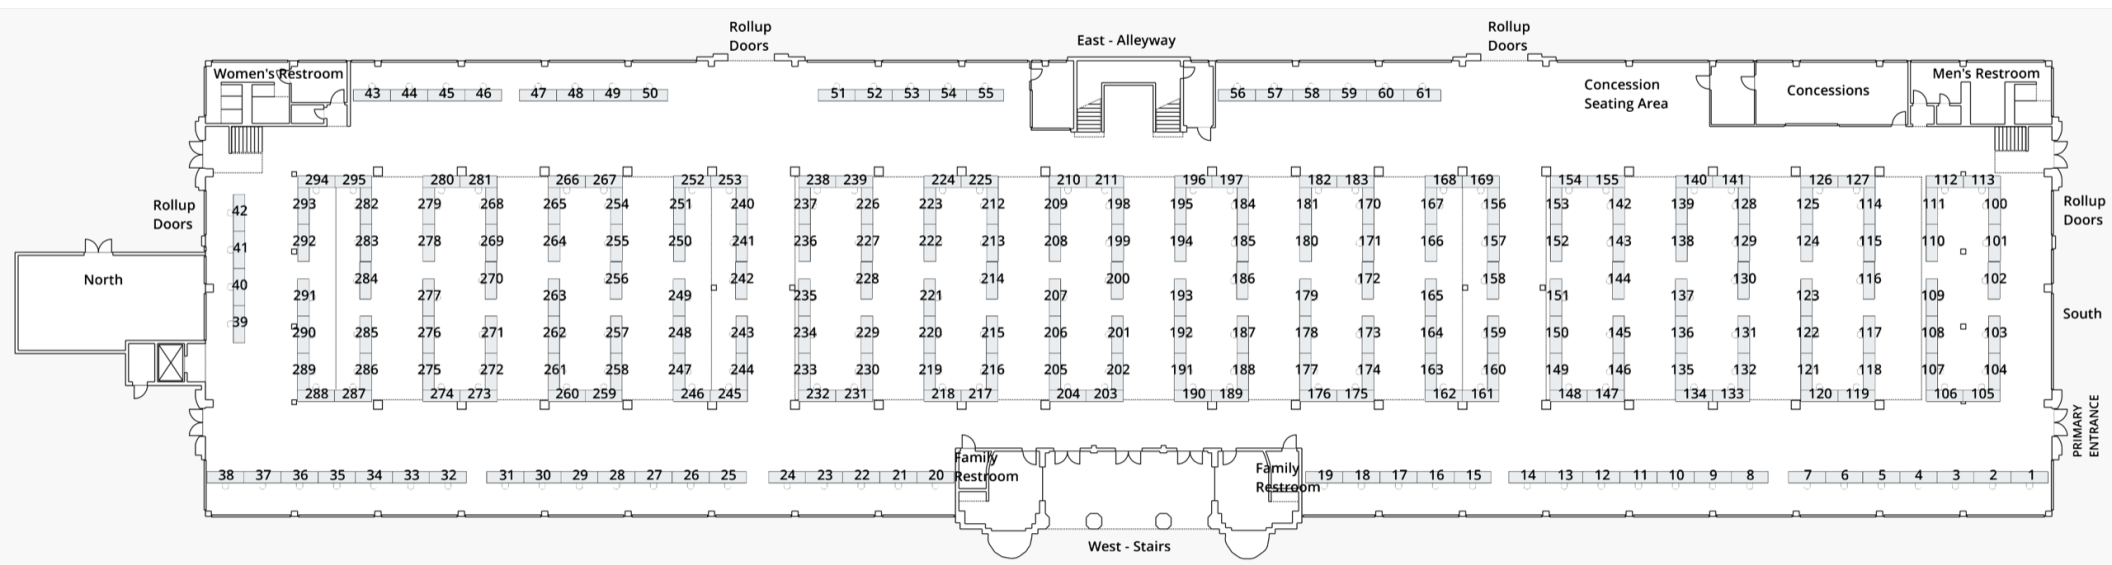 Rollup
Doors
East - Alleyway
Rollup
Doors
Women's Restroom
Concession
Seating Area
Concessions
Men's Restroom
43 44 45 46 47 48 49 50 51 52 53 54 55 56 57 58 59 60 61
294 295 280 281 266 267 252 253 238 239 224 225 210 211 196 197 182 183 168 169 154 155 140 141 126 127 112 113
42 293 282 279 268 265 254 251 240 237 226 223 212 209 198 195 184 181 170 167 156 153 142 139 128 125 114 111 100
Rollup
Doors
Rollup
Doors
41 292 283 278 269 264 255 250 241 236 227 222 213 208 199 194 185 180 171 166 157 152 143 138 129 124 115 110 101
North
40 284 270 256 242 228 214 200 186 172 158 144 130 116 102
291 277 263 249 235 221 207 193 179 165 151 137 123 109
South
39 290 285 276 271 262 257 248 243 234 229 220 215 206 201 192 187 178 173 164 159 150 145 136 131 122 117 108 103
289 286 275 272 261 258 247 244 233 230 219 216 205 202 191 188 177 174 163 160 149 146 135 132 121 118 107 104
288 287 274 273 260 259 246 245 232 231 218 217 204 203 190 189 176 175 162 161 148 147 134 133 120 119 106 105
PRIMARY
ENTRANCE
Family
Restroom
Family
Restroom
38 37 36 35 34 33 32 31 30 29 28 27 26 25 24 23 22 21 20 19 18 17 16 15 14 13 12 11 10 9 8 7 6 5 4 3 2 1
West - Stairs